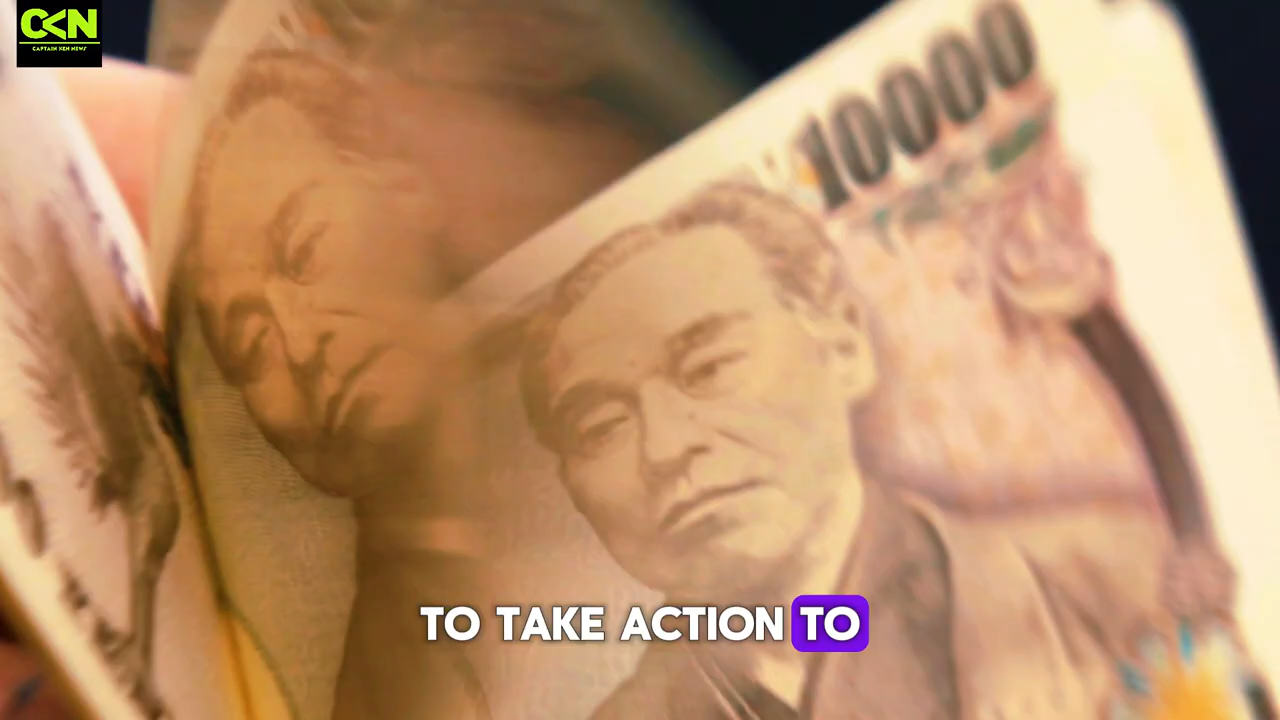 CKN
CAPTAIN KEN NEWS
10000
TO TAKE ACTION TO